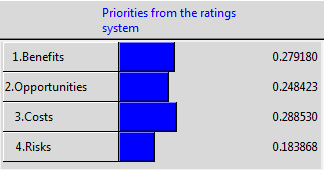 Priorities from the ratings
system
1.Benefits 0.279180
2.Opportunities 0.248423
3.Costs 0.288530
4.Risks 0.183868